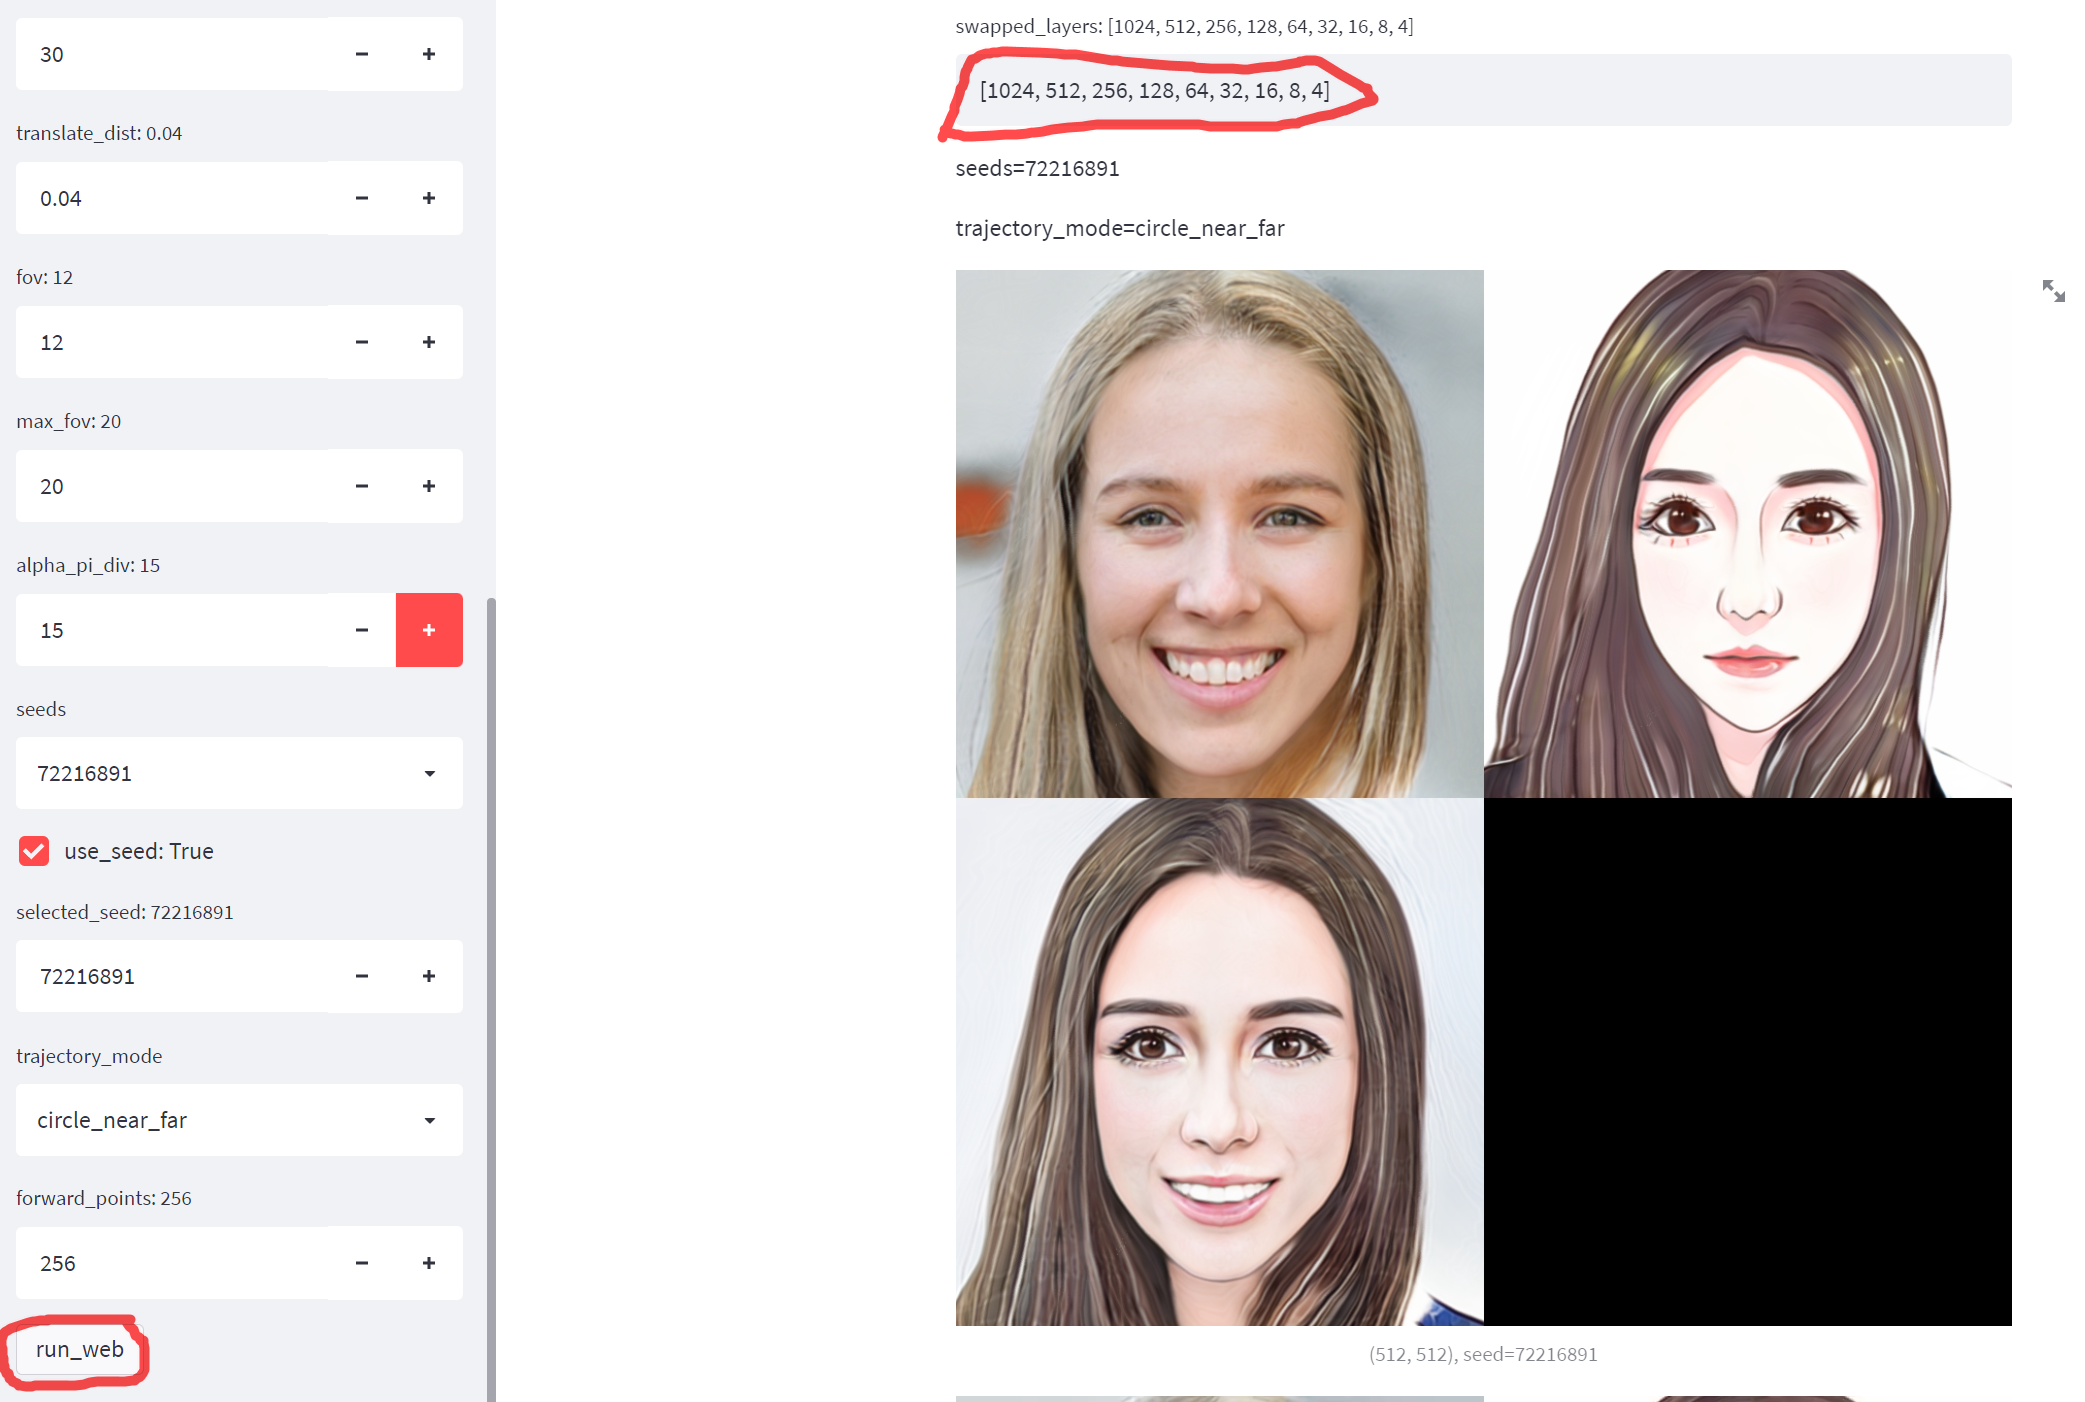 30
translate_dist: 0.04
0.04
fov: 12
12
max_fov: 20
20
alpha_pi_div: 15
15
seeds
72216891
use_seed: True
selected_seed: 72216891
72216891
trajectory_mode
circle_near_far
forward_points: 256
256
run_web
swapped_layers: [1024, 512, 256, 128, 64, 32, 16, 8, 4]
[1024, 512, 256, 128, 64, 32, 16, 8, 4]
seeds=72216891
trajectory_mode=circle_near_far
(512, 512), seed=72216891